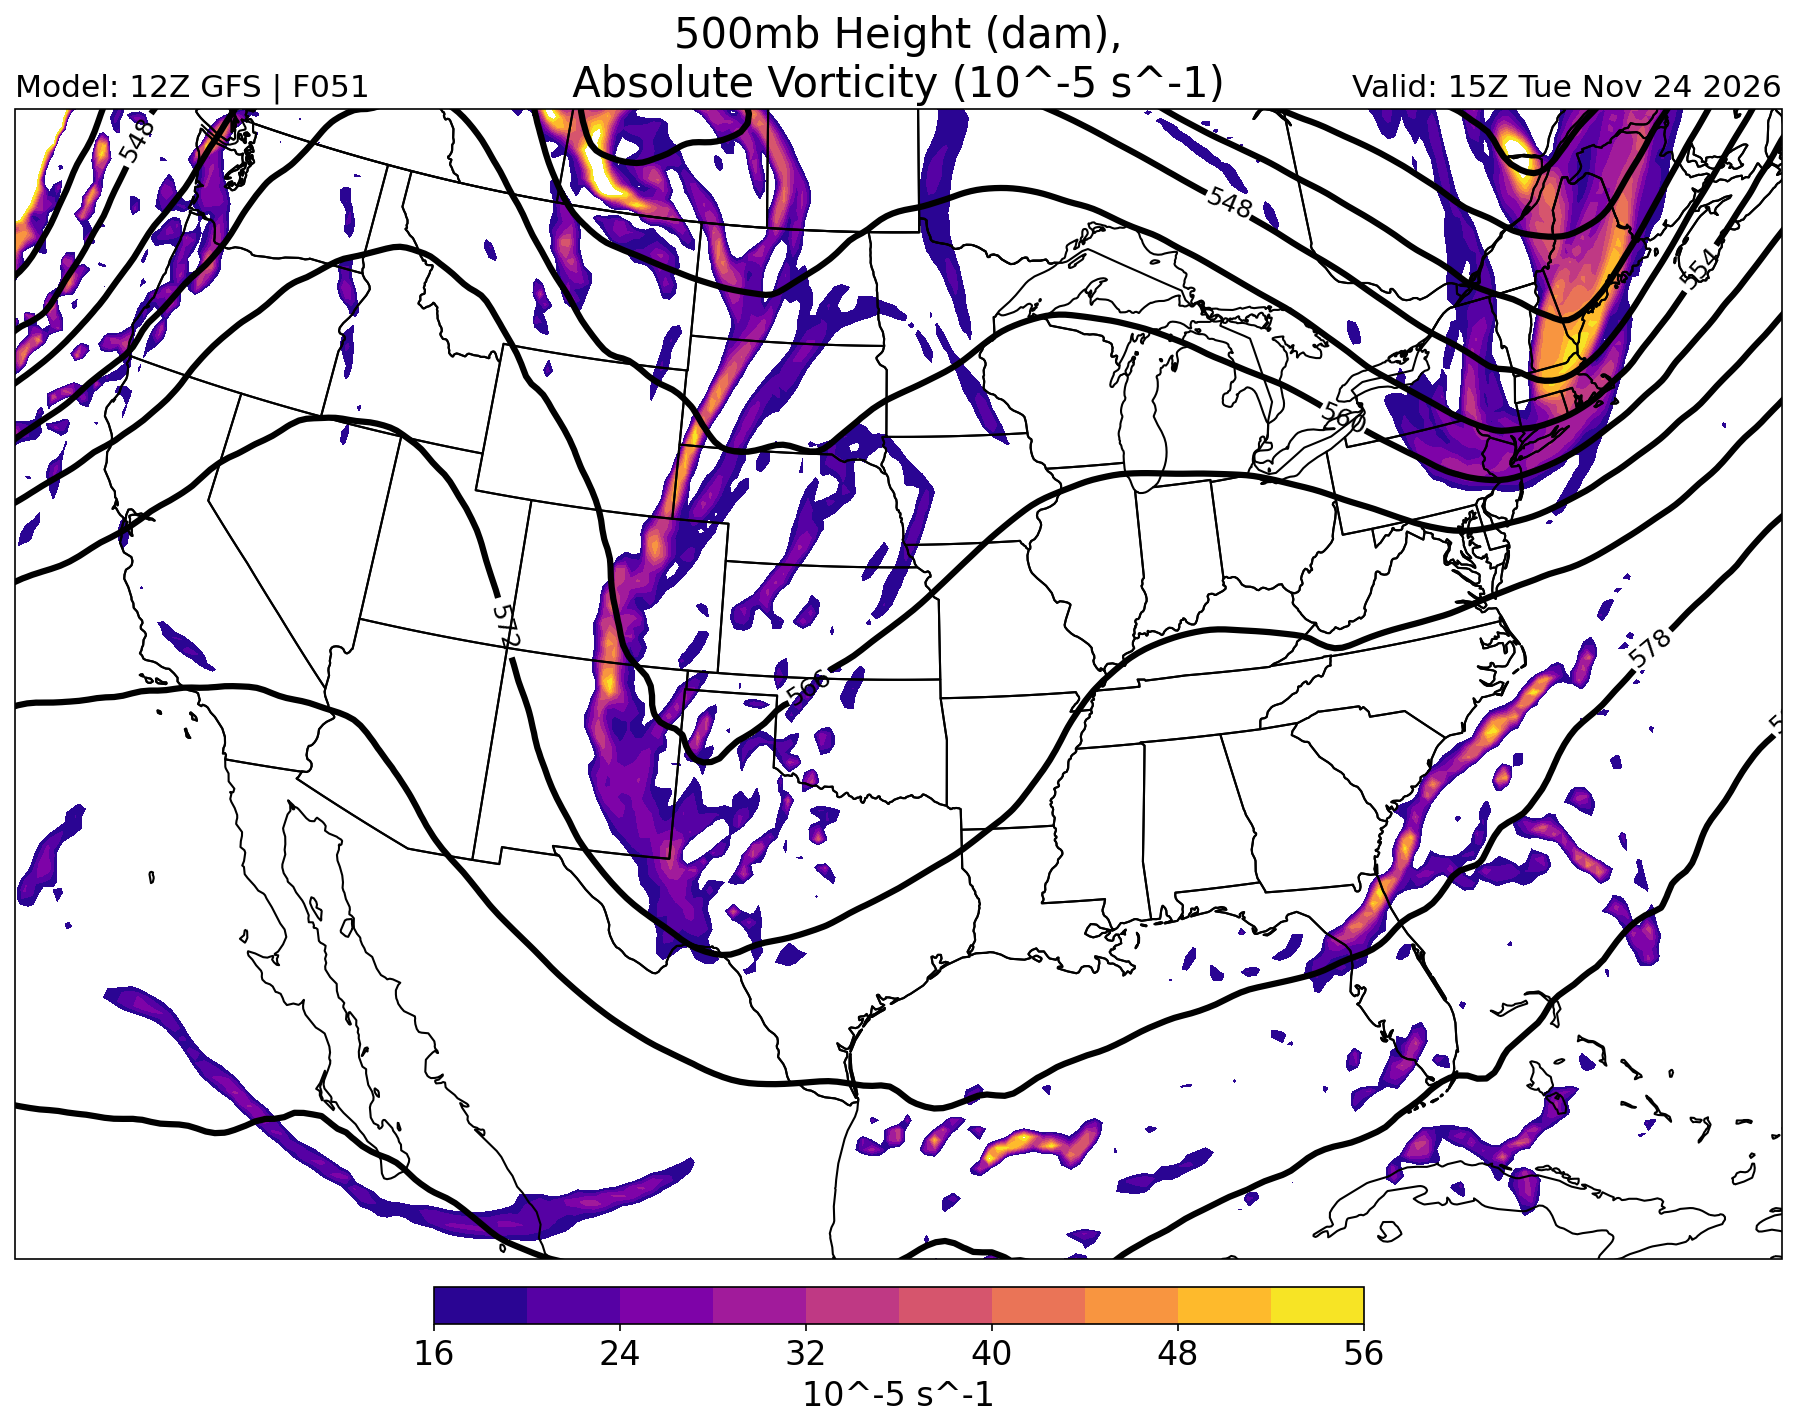 500mb Height (dam),
Absolute Vorticity (10^-5 s^-1)
Model: 12Z GFS | F051
Valid: 15Z Tue Nov 24 2026
548
548
554
560
572
566
578
16 24 32 40 48 56
10^-5 s^-1